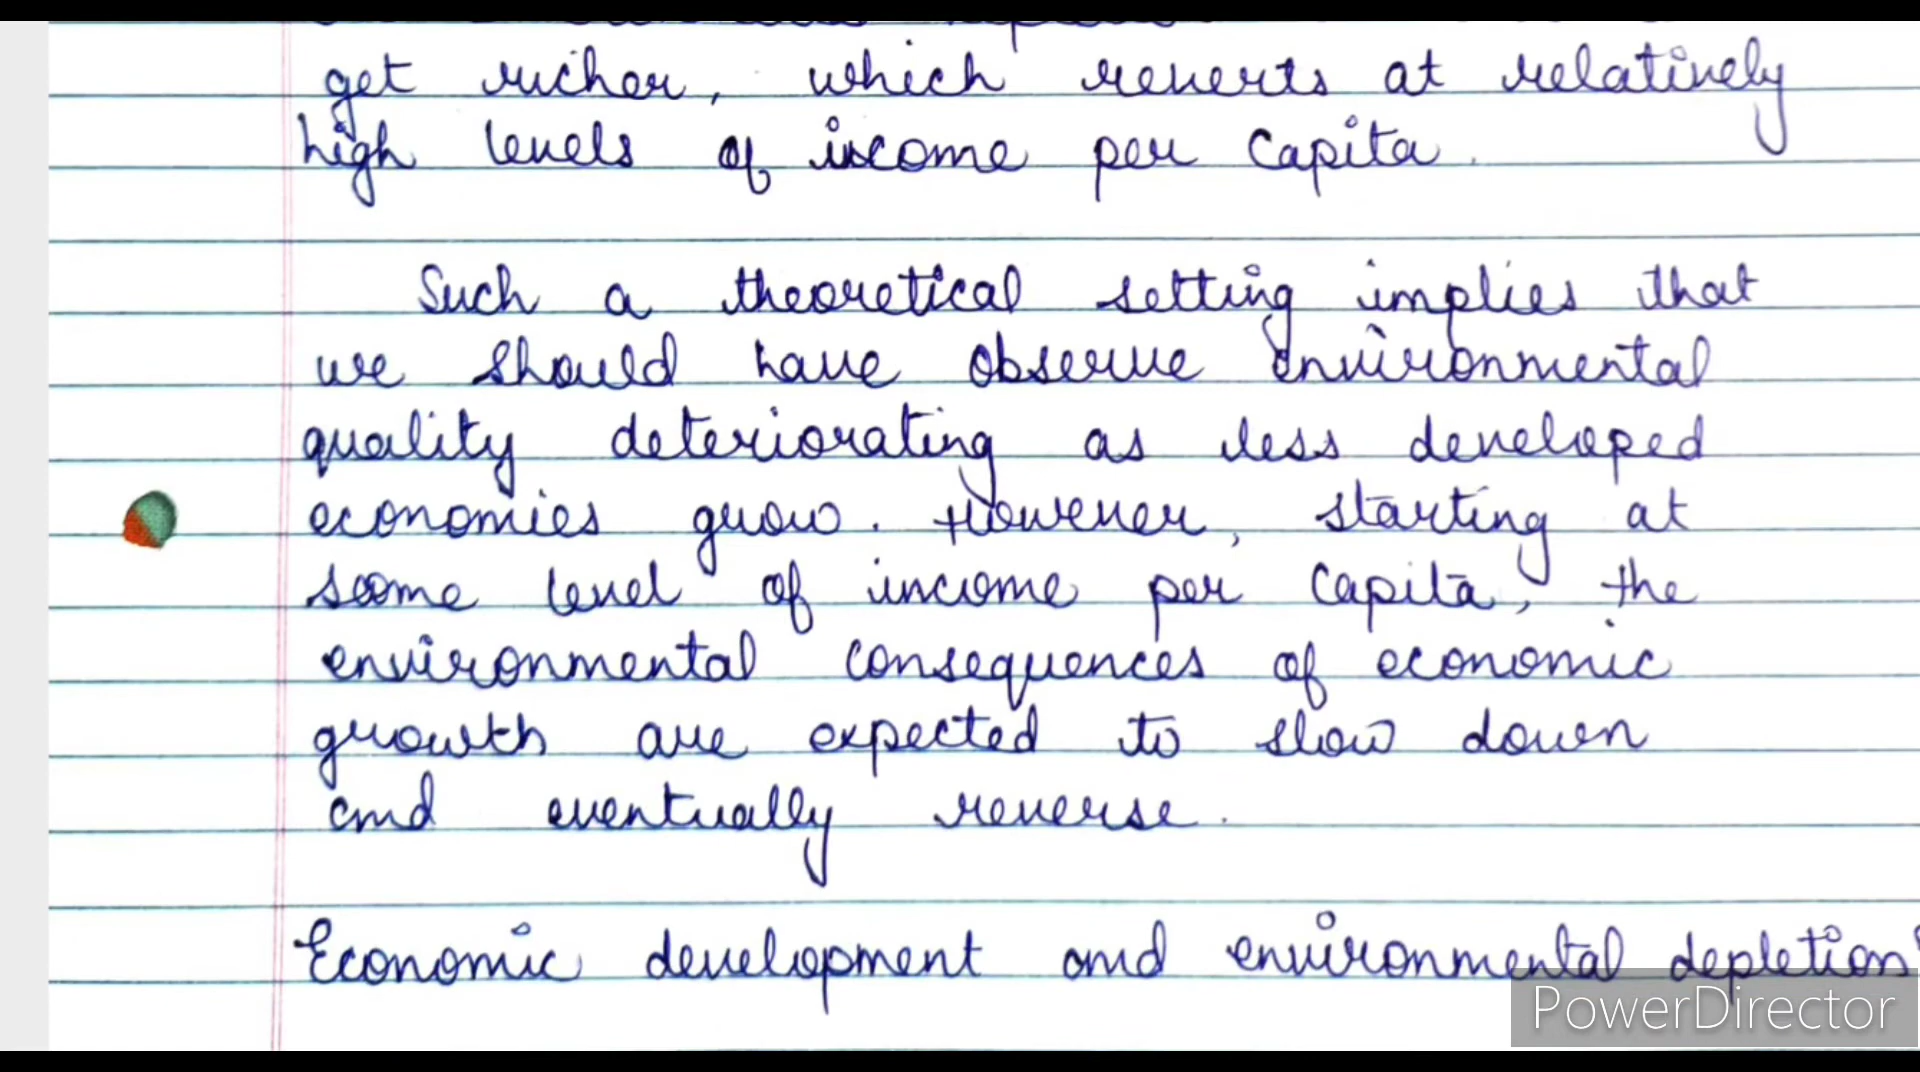 get richer, which reverts at relatively
high levels of income per capita.
Such a theoretical setting implies that
we should have observe environmental
quality deteriorating as less developed
economies grow. However, starting at
some level of income per capita, the
environmental consequences of economic
growth are expected to slow down
and eventually reverse.
Economic development and environmental depletion
PowerDirector